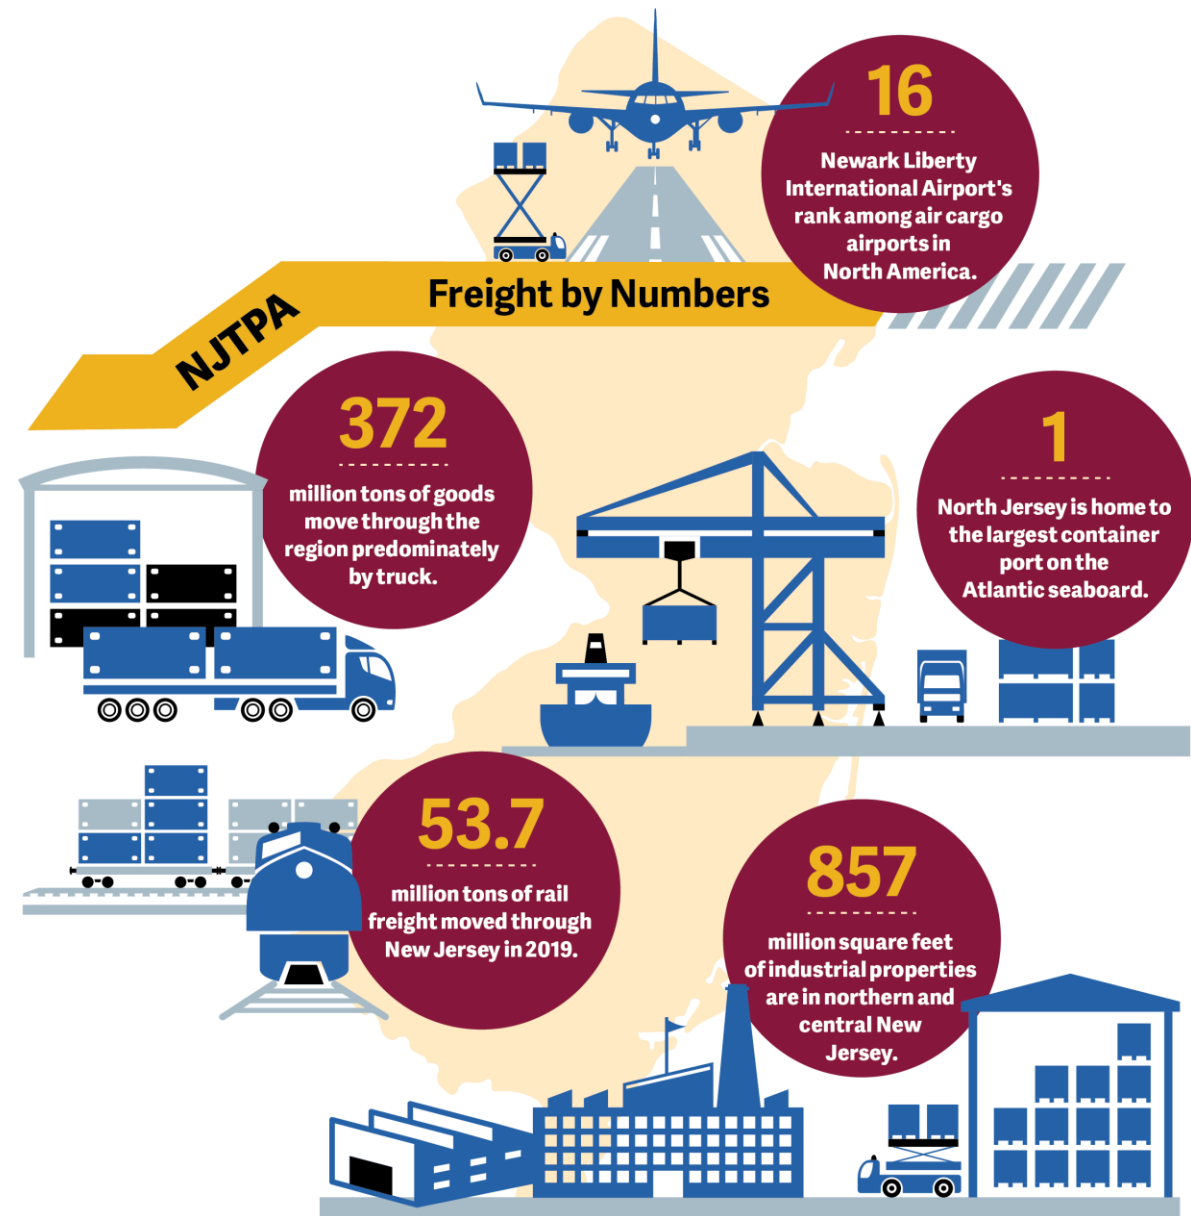 16
Newark Liberty
International Airport's
rank among air cargo
airports in
North America.
Freight by Numbers
NJTPA
372
million tons of goods
move through the
region predominately
by truck.
1
North Jersey is home to
the largest container
port on the
Atlantic seaboard.
53.7
million tons of rail
freight moved through
New Jersey in 2019.
857
million square feet
of industrial properties
are in northern and
central New
Jersey.